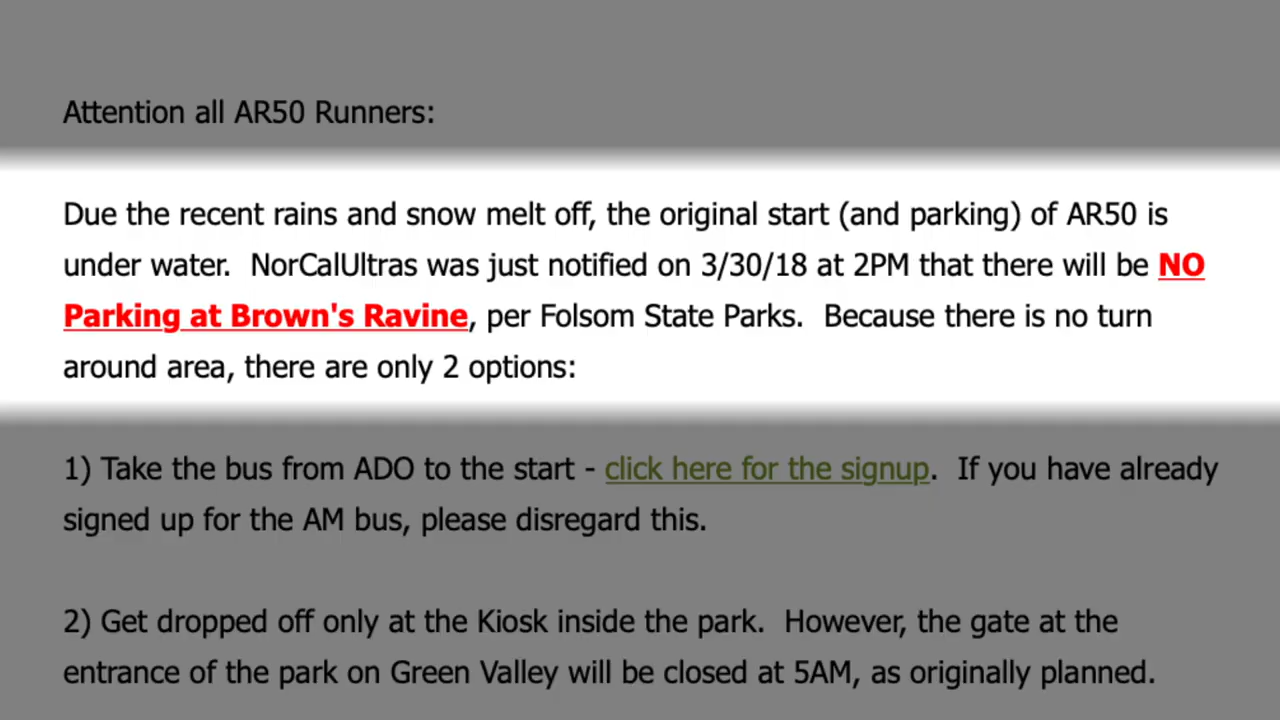 Attention all AR50 Runners:
Due the recent rains and snow melt off, the original start (and parking) of AR50 is
under water.  NorCalUltras was just notified on 3/30/18 at 2PM that there will be NO
Parking at Brown's Ravine, per Folsom State Parks.  Because there is no turn
around area, there are only 2 options:
1) Take the bus from ADO to the start - click here for the signup.  If you have already
signed up for the AM bus, please disregard this.
2) Get dropped off only at the Kiosk inside the park.  However, the gate at the
entrance of the park on Green Valley will be closed at 5AM, as originally planned.